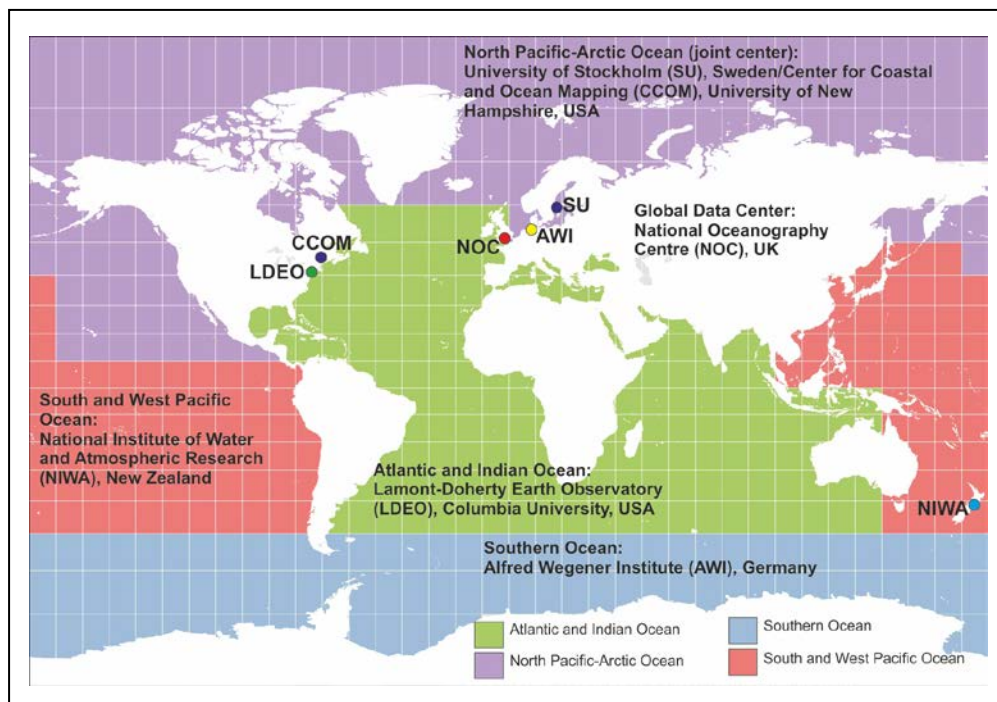 North Pacific-Arctic Ocean (joint center):
University of Stockholm (SU), Sweden/Center for Coastal
and Ocean Mapping (CCOM), University of New
Hampshire, USA
SU
Global Data Center:
National Oceanography
Centre (NOC), UK
AWI
NOC
CCOM
LDEO
South and West Pacific
Ocean:
National Institute of Water
and Atmospheric Research
(NIWA), New Zealand
Atlantic and Indian Ocean:
Lamont-Doherty Earth Observatory
(LDEO), Columbia University, USA
NIWA
Southern Ocean:
Alfred Wegener Institute (AWI), Germany
Atlantic and Indian Ocean
Southern Ocean
North Pacific-Arctic Ocean
South and West Pacific Ocean